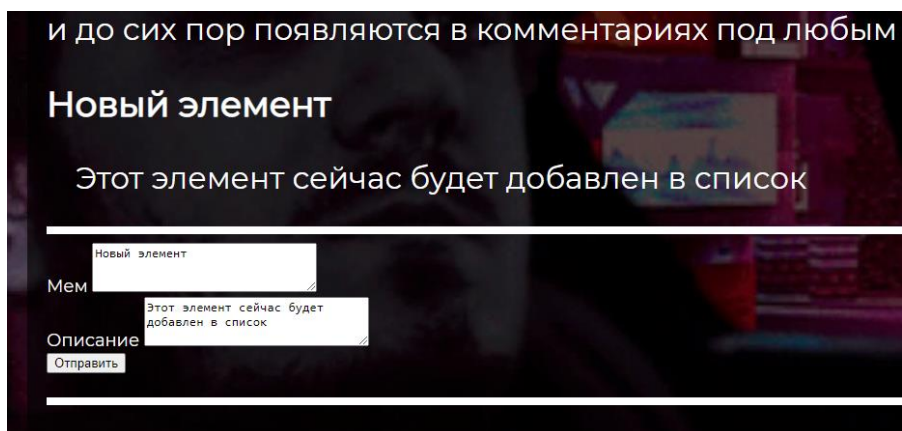 и до сих пор появляются в комментариях под любым
Новый элемент
Этот элемент сейчас будет добавлен в список
Новый элемент
Мем
Этот элемент сейчас будет
добавлен в список
Описание
Отправить